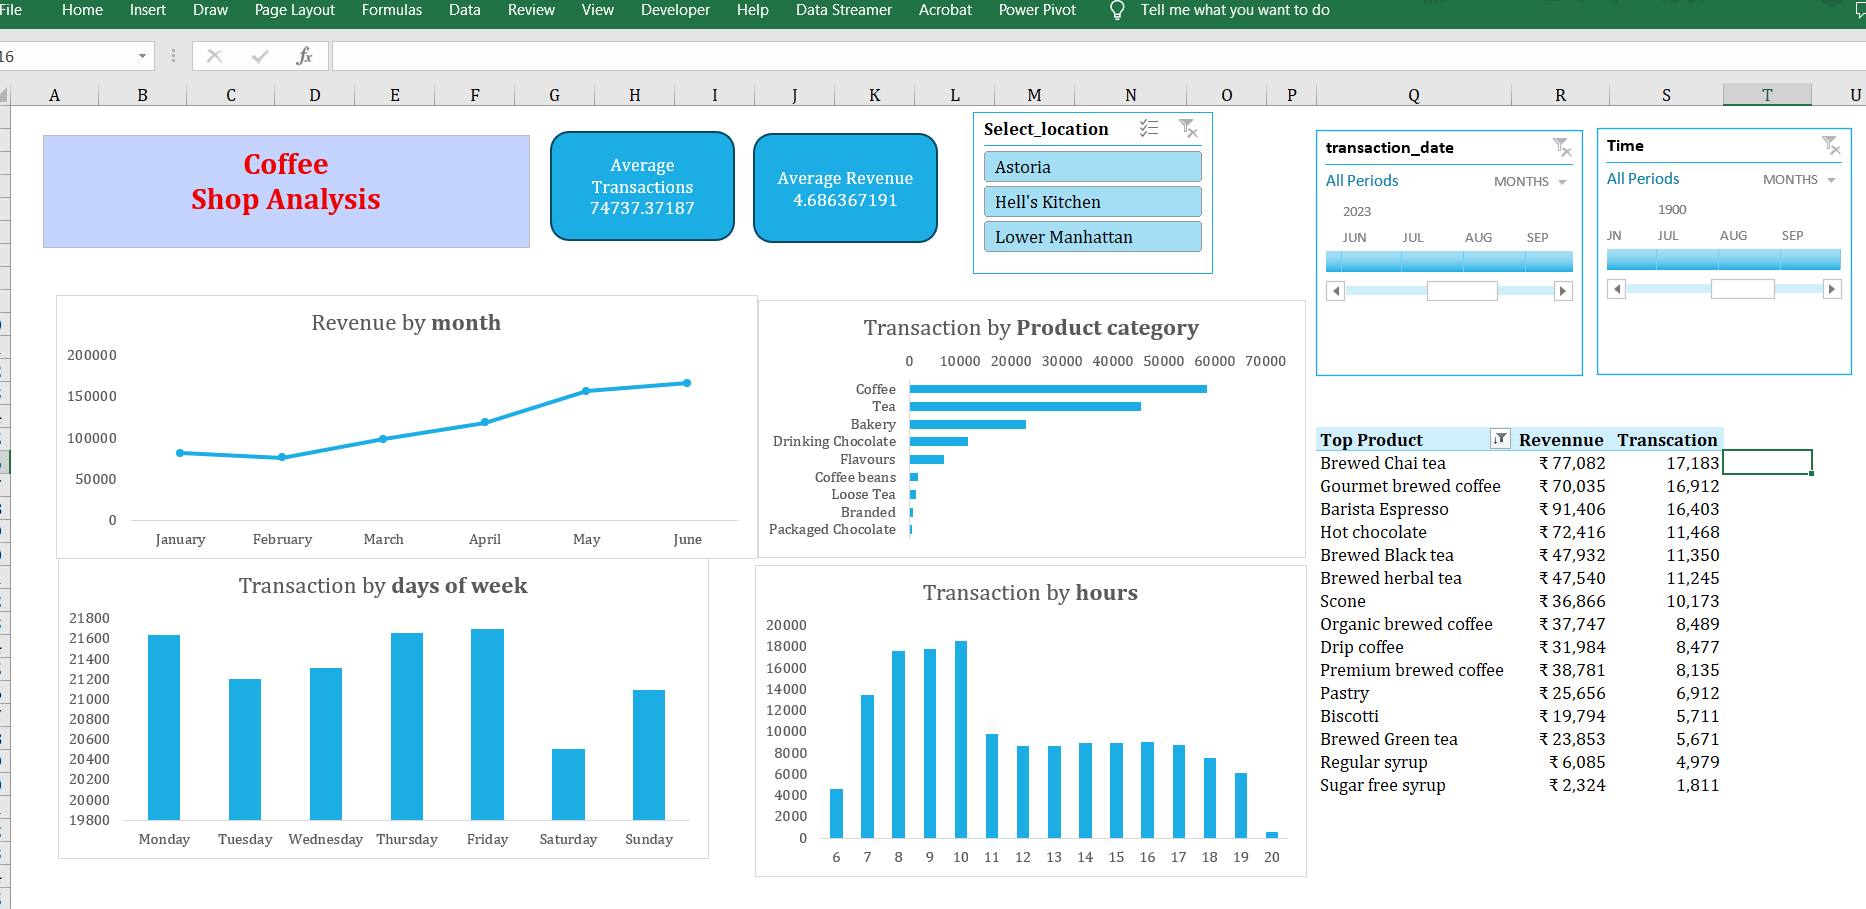 File Home Insert Draw Page Layout Formulas Data Review View Developer Help Data Streamer Acrobat Power Pivot Tell me what you want to do
16 fx
A B C D E F G H I J K L M N O P Q R S T U
Coffee
Shop Analysis
Average
Transactions
74737.37187
Average Revenue
4.686367191
Select_location
Astoria
Hell's Kitchen
Lower Manhattan
transaction_date
All Periods MONTHS
2023
JUN JUL AUG SEP
Time
All Periods MONTHS
1900
JN JUL AUG SEP
Revenue by month
200000
150000
100000
50000
0
January February March April May June
Transaction by Product category
0 10000 20000 30000 40000 50000 60000 70000
Coffee
Tea
Bakery
Drinking Chocolate
Flavours
Coffee beans
Loose Tea
Branded
Packaged Chocolate
Transaction by days of week
21800
21600
21400
21200
21000
20800
20600
20400
20200
20000
19800
Monday Tuesday Wednesday Thursday Friday Saturday Sunday
Transaction by hours
20000
18000
16000
14000
12000
10000
8000
6000
4000
2000
0
6 7 8 9 10 11 12 13 14 15 16 17 18 19 20
Top Product Revennue Transcation
Brewed Chai tea ₹ 77,082 17,183
Gourmet brewed coffee ₹ 70,035 16,912
Barista Espresso ₹ 91,406 16,403
Hot chocolate ₹ 72,416 11,468
Brewed Black tea ₹ 47,932 11,350
Brewed herbal tea ₹ 47,540 11,245
Scone ₹ 36,866 10,173
Organic brewed coffee ₹ 37,747 8,489
Drip coffee ₹ 31,984 8,477
Premium brewed coffee ₹ 38,781 8,135
Pastry ₹ 25,656 6,912
Biscotti ₹ 19,794 5,711
Brewed Green tea ₹ 23,853 5,671
Regular syrup ₹ 6,085 4,979
Sugar free syrup ₹ 2,324 1,811